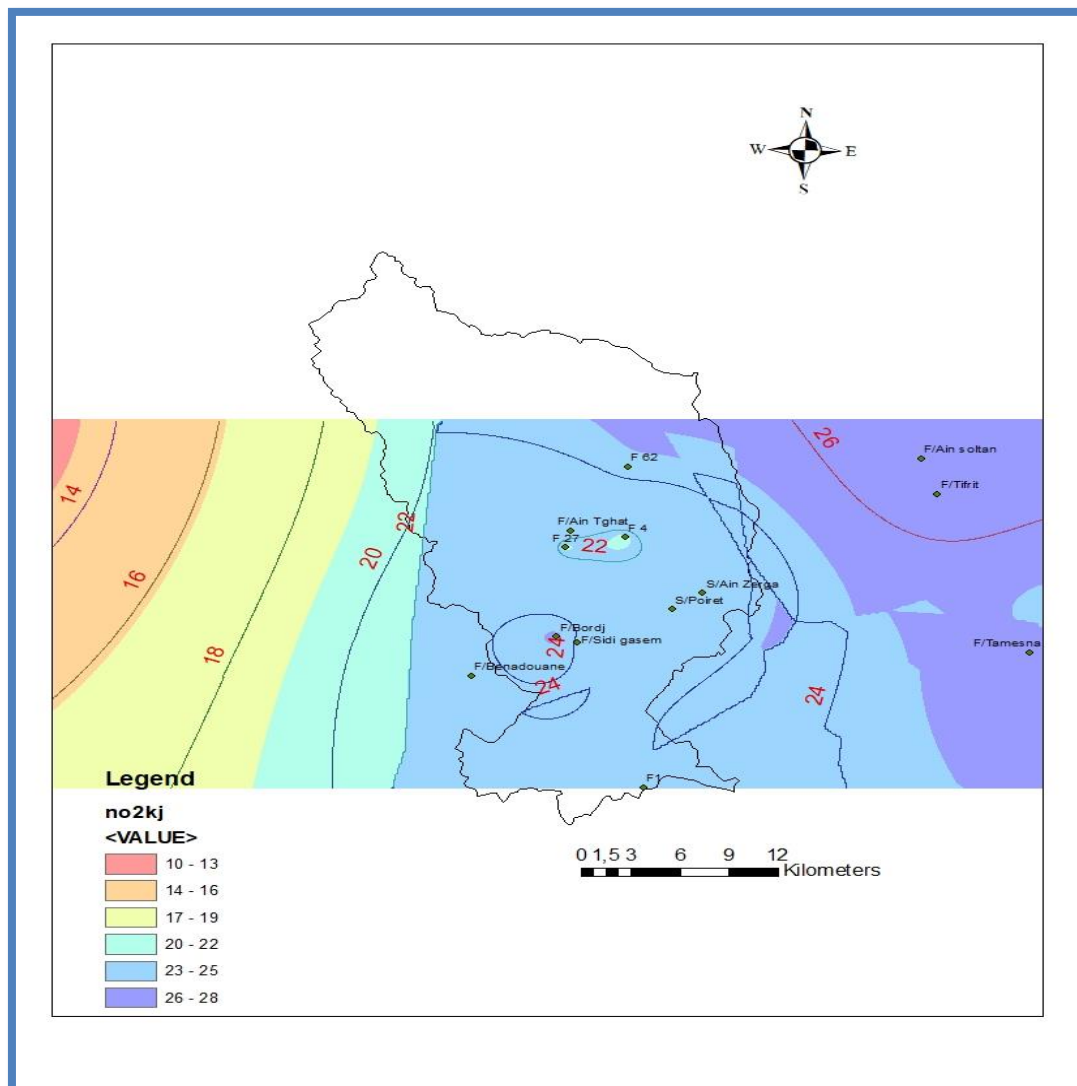 N
W E
S
26
F/Ain soltan
F 62
14
F/Tifrit
22
F/Ain Tghat
F 4
F 27
22
20
16
S/Ain Zerga
S/Poiret
F/Bordj
F/Sidi gasem
24
18
F/Tamesna
F/Benadouane
24
24
Legend
F1
no2kj
<VALUE>
0 1,5 3 6 9 12
Kilometers
10 - 13
14 - 16
17 - 19
20 - 22
23 - 25
26 - 28